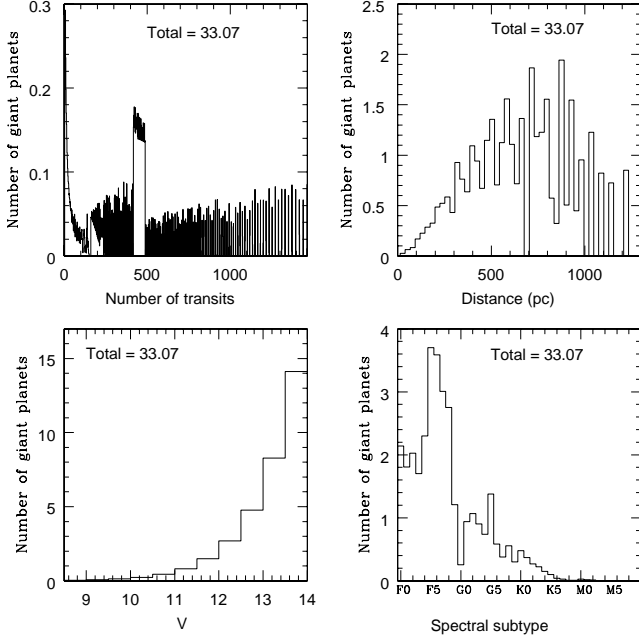 0.3
0.2
0.1
0
Number of giant planets
Total = 33.07
0 500 1000
Number of transits
2.5
2
1.5
1
0.5
0
Number of giant planets
Total = 33.07
0 500 1000
Distance (pc)
15
10
5
0
Number of giant planets
Total = 33.07
9 10 11 12 13 14
V
4
3
2
1
0
Number of giant planets
Total = 33.07
F0 F5 G0 G5 K0 K5 M0 M5
Spectral subtype